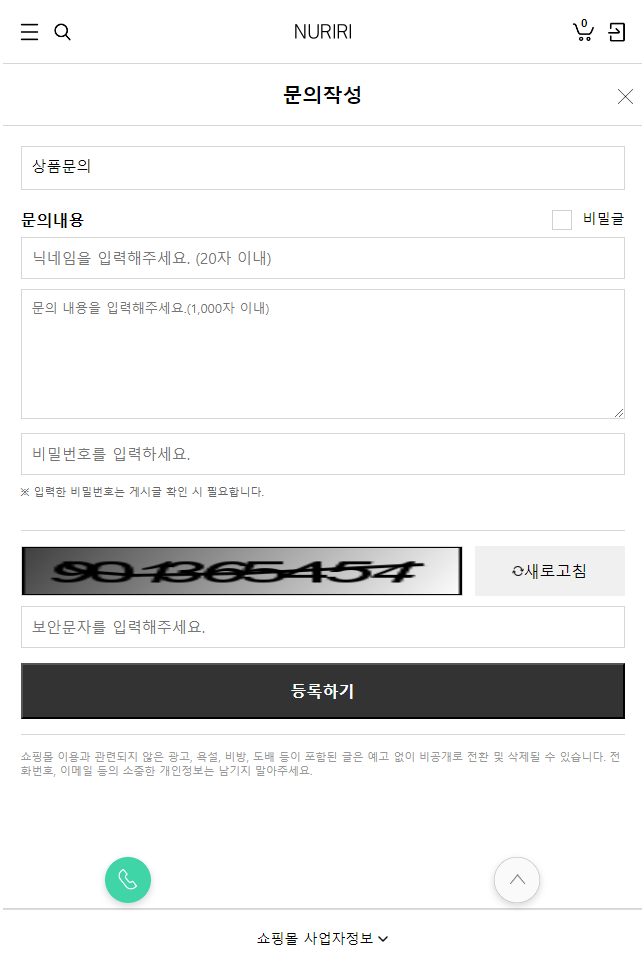 NURIRI
0
문의작성
상품문의
문의내용
비밀글
닉네임을 입력해주세요. (20자 이내)
문의 내용을 입력해주세요.(1,000자 이내)
비밀번호를 입력하세요.
※ 입력한 비밀번호는 게시글 확인 시 필요합니다.
901365454
새로고침
보안문자를 입력해주세요.
등록하기
쇼핑몰 이용과 관련되지 않은 광고, 욕설, 비방, 도배 등이 포함된 글은 예고 없이 비공개로 전환 및 삭제될 수 있습니다. 전
화번호, 이메일 등의 소중한 개인정보는 남기지 말아주세요.
쇼핑몰 사업자정보